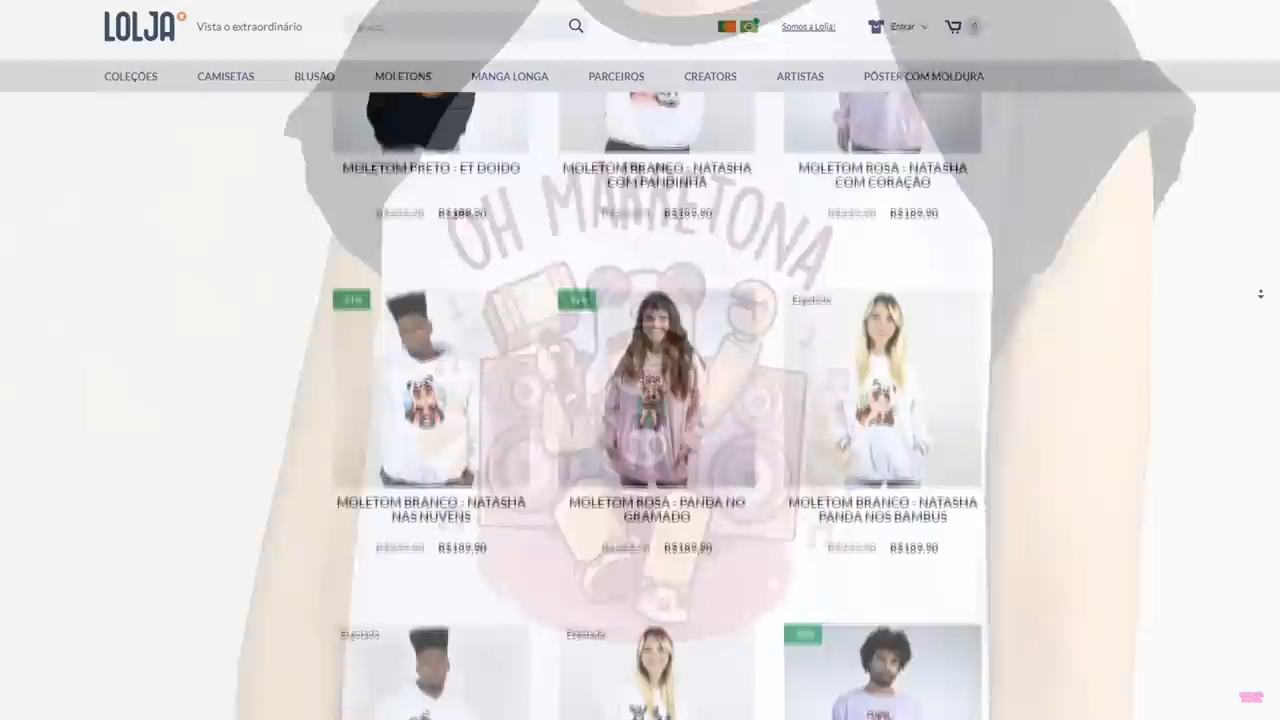 LOLJA
Vista o extraordinário
Somos a Lolja!
Entrar
0
COLEÇÕES
CAMISETAS
BLUSAO
MOLETONS
MANGA LONGA
PARCEIROS
CREATORS
ARTISTAS
PÔSTER COM MOLDURA
MOLETOM PRETO - ET DOIDO
MOLETOM BRANCO - NATASHA
COM PANDINHA
MOLETOM ROSA - NATASHA
COM CORAÇÃO
R$189,90
R$189,90
R$189,90
OH MARRETONA
Esgotado
MOLETOM BRANCO - NATASHA
NAS NUVENS
MOLETOM ROSA - PANDA NO
GRAMADO
MOLETOM BRANCO - NATASHA
PANDA NOS BAMBUS
R$189,90
R$189,90
R$189,90
Esgotado
Esgotado